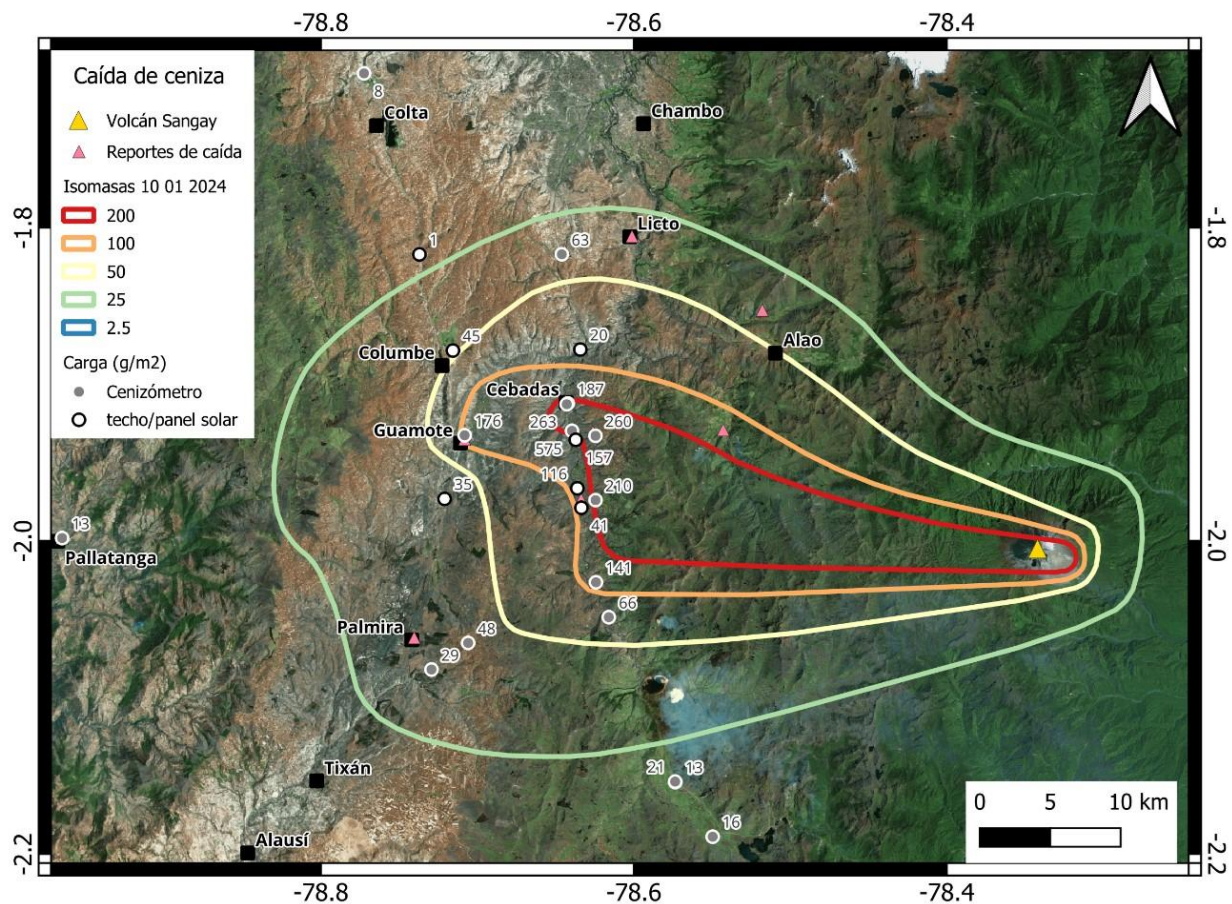 -78.8
-78.6
-78.4
Caída de ceniza
Volcán Sangay
Reportes de caída
Isomasas 10 01 2024
200
100
50
25
2.5
Carga (g/m2)
Cenizómetro
techo/panel solar
8
Colta
Chambo
-1.8
-1.8
1
63
Licto
45
20
Columbe
Alao
Cebadas
187
176
263
260
Guamote
575
157
116
210
35
41
-2.0
-2.0
13
Pallatanga
141
66
Palmira
48
29
21
13
Tixán
16
0
5
10 km
Alausí
-2.2
-2.2
-78.8
-78.6
-78.4